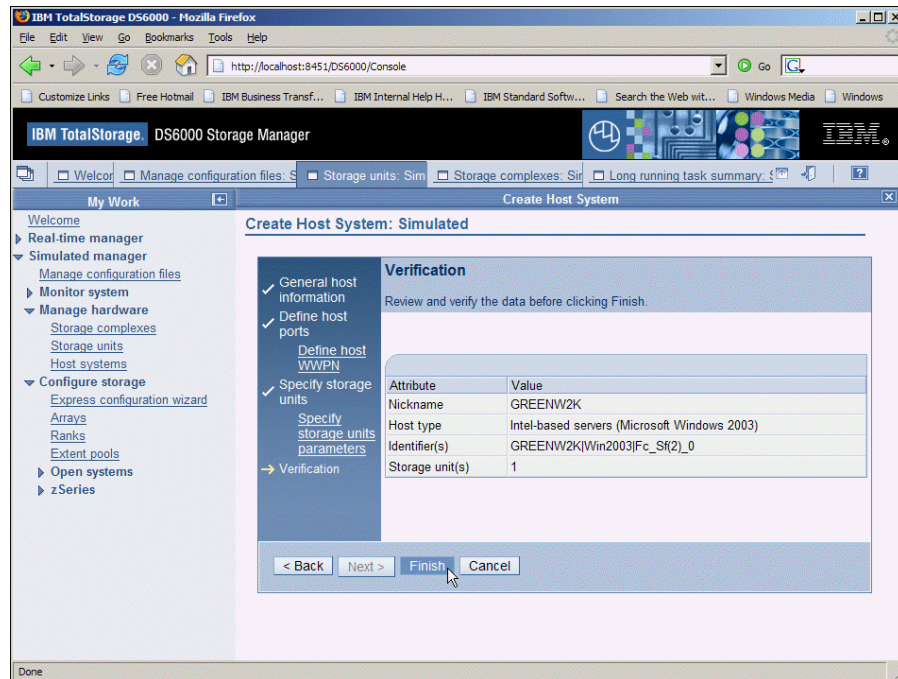 IBM TotalStorage DS6000 - Mozilla Firefox
File Edit View Go Bookmarks Tools Help
http://localhost:8451/DS6000/Console
Go
G
Customize Links Free Hotmail IBM Business Transf... IBM Internal Help H... IBM Standard Softw... Search the Web wit... Windows Media Windows
IBM TotalStorage. DS6000 Storage Manager
IBM
Welcor Manage configuration files: S Storage units: Sim Storage complexes: Sir Long running task summary: S
?
My Work
Create Host System
Welcome
Real-time manager
Simulated manager
Manage configuration files
Monitor system
Manage hardware
Storage complexes
Storage units
Host systems
Configure storage
Express configuration wizard
Arrays
Ranks
Extent pools
Open systems
zSeries
Create Host System: Simulated
General host
information
Define host
ports
Define host
WWPN
Specify storage
units
Specify
storage units
parameters
Verification
Verification
Review and verify the data before clicking Finish.
Attribute Value
Nickname GREENW2K
Host type Intel-based servers (Microsoft Windows 2003)
Identifier(s) GREENW2K|Win2003|Fc_Sf(2)_0
Storage unit(s) 1
< Back Next > Finish Cancel
Done